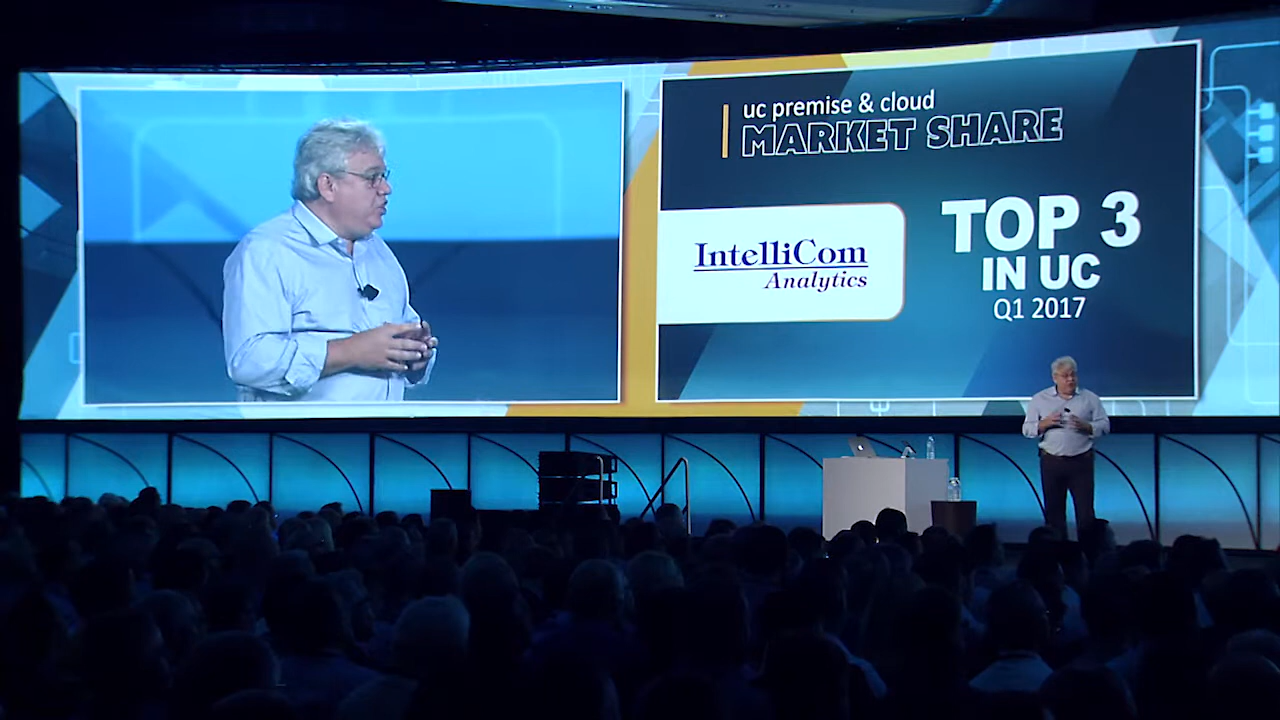 uc premise & cloud
MARKET SHARE
IntelliCom
Analytics
TOP 3
IN UC
Q1 2017